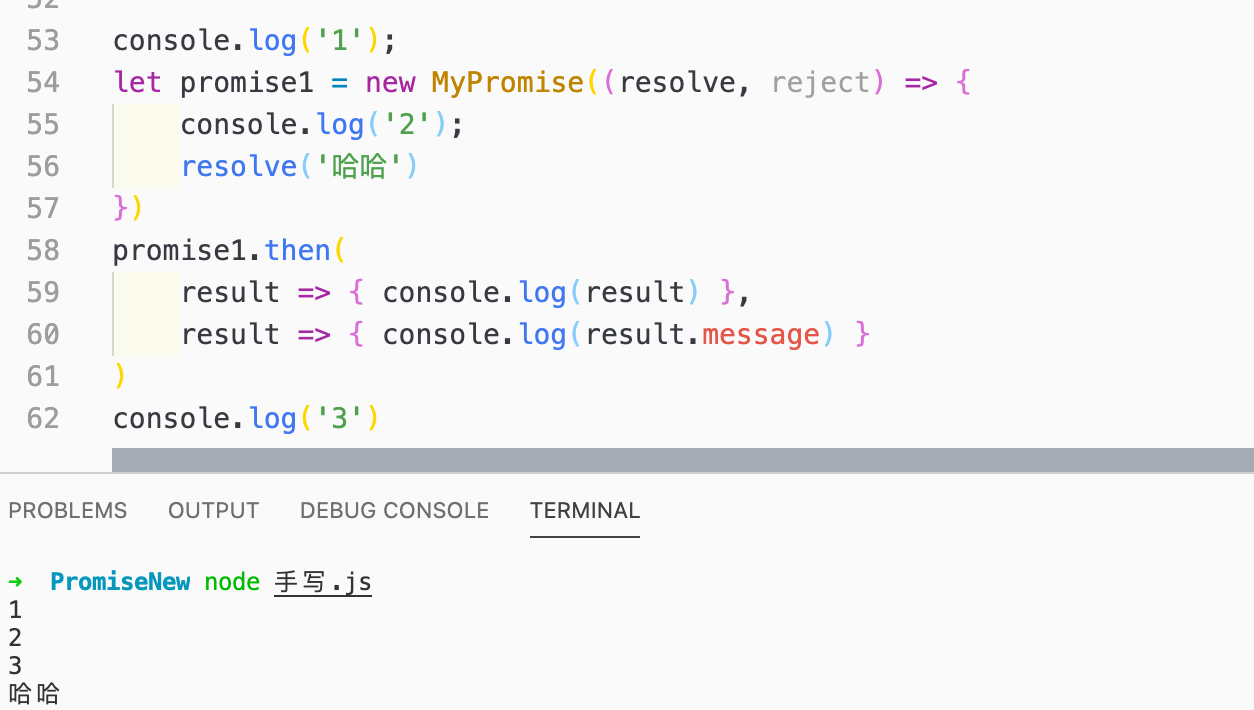 52
53 console.log('1');
54 let promise1 = new MyPromise((resolve, reject) => {
55 console.log('2');
56 resolve('哈哈')
57 })
58 promise1.then(
59 result => { console.log(result) },
60 result => { console.log(result.message) }
61 )
62 console.log('3')
PROBLEMS OUTPUT DEBUG CONSOLE TERMINAL
→ PromiseNew node 手写.js
1
2
3
哈哈